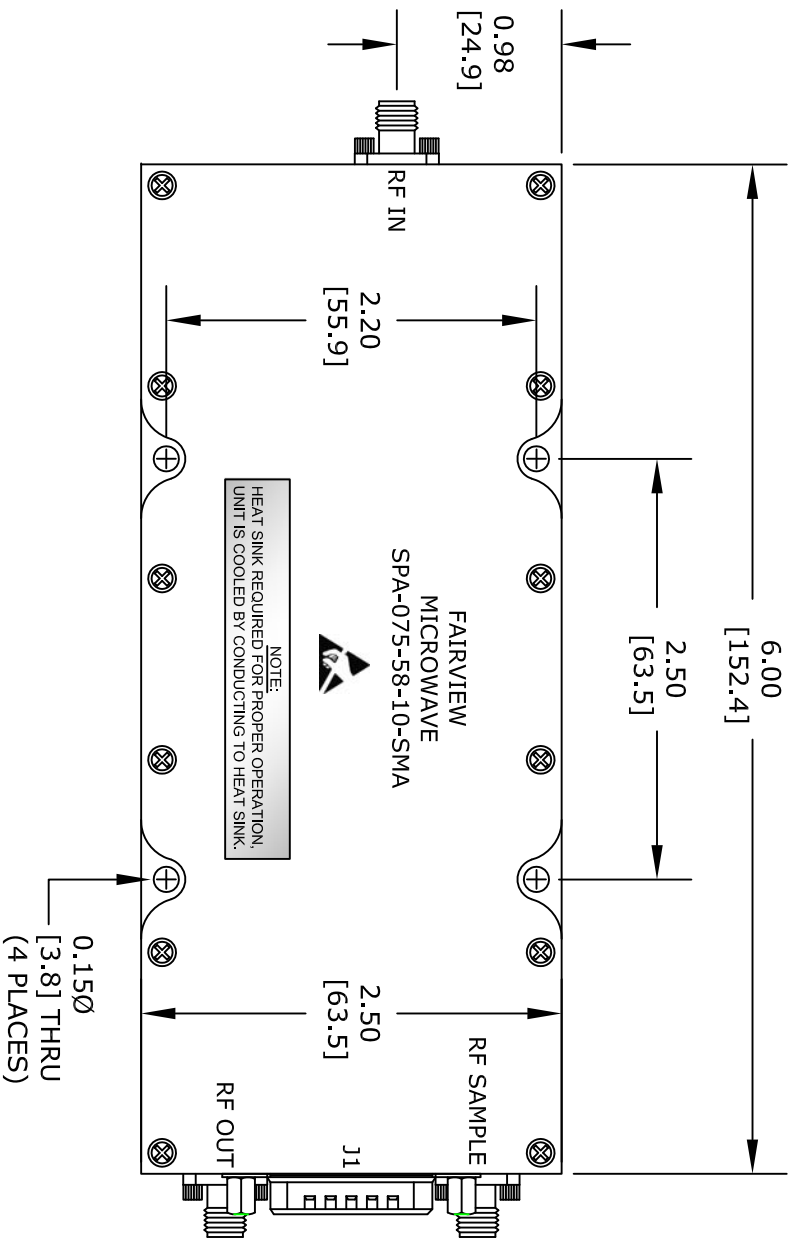 6.00
[152.4]
2.50
[63.5]
0.98
[24.9]
RF IN
2.20
[55.9]
FAIRVIEW
MICROWAVE
SPA-075-58-10-SMA
NOTE:
HEAT SINK REQUIRED FOR PROPER OPERATION,
UNIT IS COOLED BY CONDUCTING TO HEAT SINK.
2.50
[63.5]
RF SAMPLE
J1
RF OUT
0.15Ø
[3.8] THRU
(4 PLACES)